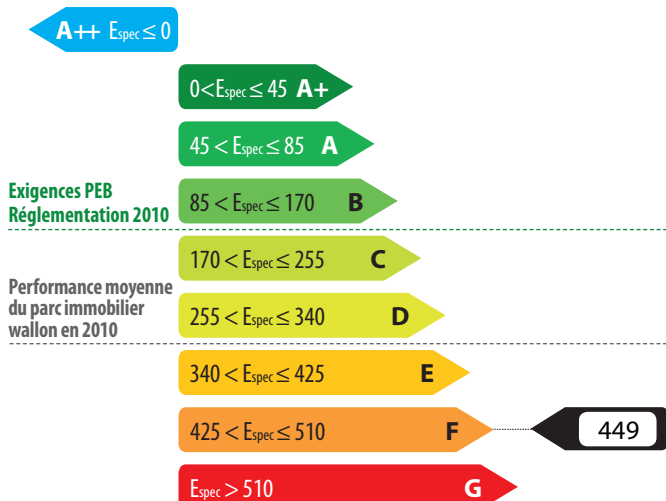 A++ Espec ≤ 0
0 < Espec ≤ 45 A+
45 < Espec ≤ 85 A
Exigences PEB
Réglementation 2010
85 < Espec ≤ 170 B
170 < Espec ≤ 255 C
Performance moyenne
du parc immobilier
wallon en 2010
255 < Espec ≤ 340 D
340 < Espec ≤ 425 E
425 < Espec ≤ 510 F
449
Espec > 510 G